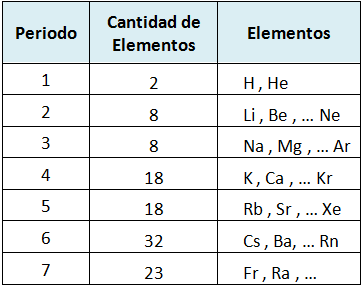 Periodo Cantidad de Elementos Elementos
1 2 H , He
2 8 Li , Be , ... Ne
3 8 Na , Mg , ... Ar
4 18 K , Ca , ... Kr
5 18 Rb , Sr , ... Xe
6 32 Cs , Ba, ... Rn
7 23 Fr , Ra , ...